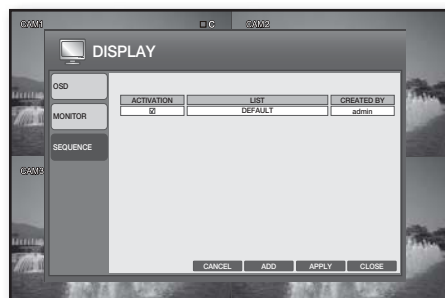 CAM1 C CAM2
DISPLAY
OSD
MONITOR
SEQUENCE
ACTIVATION LIST CREATED BY
☑ DEFAULT admin
CAM3
CANCEL ADD APPLY CLOSE